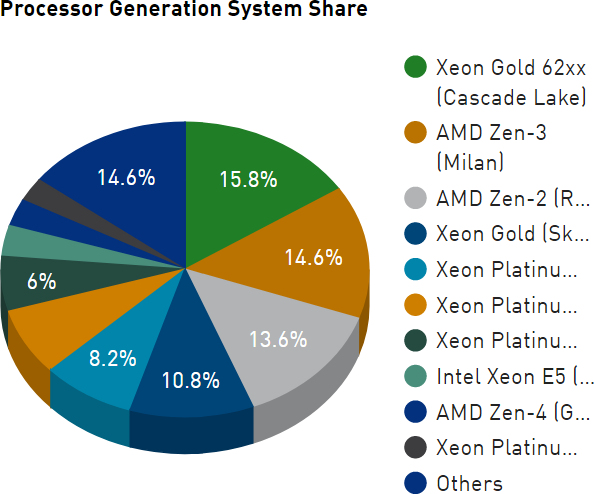 Processor Generation System Share
Xeon Gold 62xx
(Cascade Lake)
AMD Zen-3
(Milan)
AMD Zen-2 (R...
Xeon Gold (Sk...
Xeon Platinu...
Xeon Platinu...
Xeon Platinu...
Intel Xeon E5 (...
AMD Zen-4 (G...
Xeon Platinu...
Others
14.6%
15.8%
14.6%
6%
13.6%
8.2%
10.8%